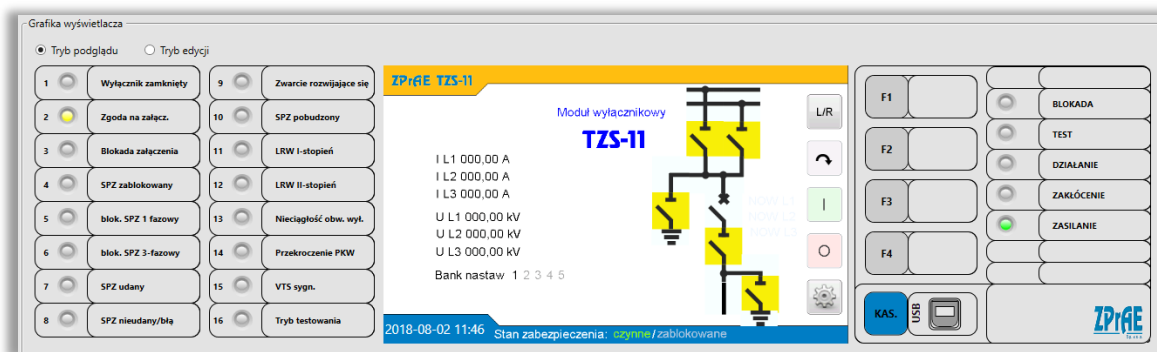 Grafika wyświetlacza
Tryb podglądu Tryb edycji
1 Wyłącznik zamknięty
2 Zgoda na załącz.
3 Blokada załączenia
4 SPZ zablokowany
5 blok. SPZ 1 fazowy
6 blok. SPZ 3-fazowy
7 SPZ udany
8 SPZ nieudany/błą
9 Zwarcie rozwijające się
10 SPZ pobudzony
11 LRW I-stopień
12 LRW II-stopień
13 Nieciągłość obw. wył.
14 Przekroczenie PKW
15 VTS sygn.
16 Tryb testowania
ZPrAE TZS-11
Moduł wyłącznikowy
TZS-11
I L1 000,00 A
I L2 000,00 A
I L3 000,00 A
U L1 000,00 kV
U L2 000,00 kV
U L3 000,00 kV
Bank nastaw 1 2 3 4 5
NOW L1
NOW L2
NOW L3
L/R
I
O
2018-08-02 11:46 Stan zabezpieczenia: czynne/zablokowane
F1
F2
F3
F4
KAS.
USB
BLOKADA
TEST
DZIAŁANIE
ZAKŁÓCENIE
ZASILANIE
ZPrAE